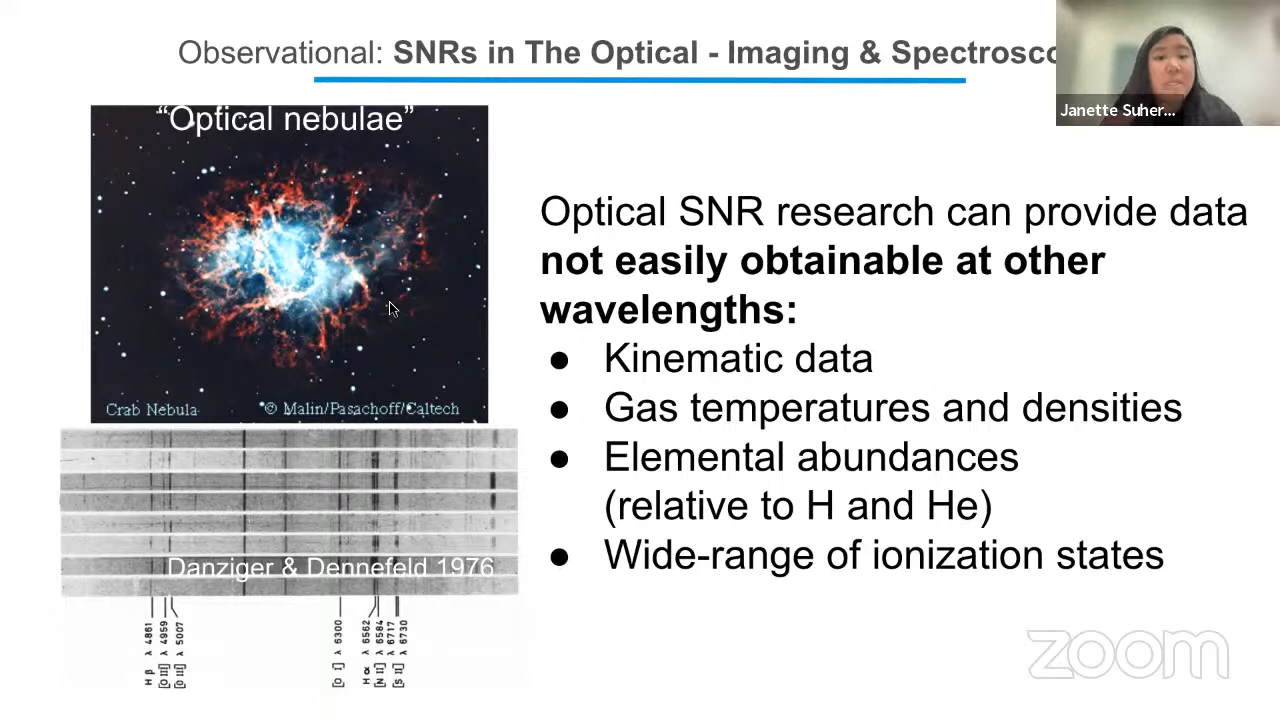 Observational: SNRs in The Optical - Imaging & Spectrosco
Janette Suher...
“Optical nebulae”
Crab Nebula © Malin/Pasachoff/Caltech
Optical SNR research can provide data
not easily obtainable at other
wavelengths:
● Kinematic data
● Gas temperatures and densities
● Elemental abundances
(relative to H and He)
● Wide-range of ionization states
Danziger & Dennefeld 1976
H β λ 4861
[O III] λ 4959
[O III] λ 5007
[O I] λ 6300
H α λ 6562
[N II] λ 6584
[S II] λ 6717
λ 6730
zoom